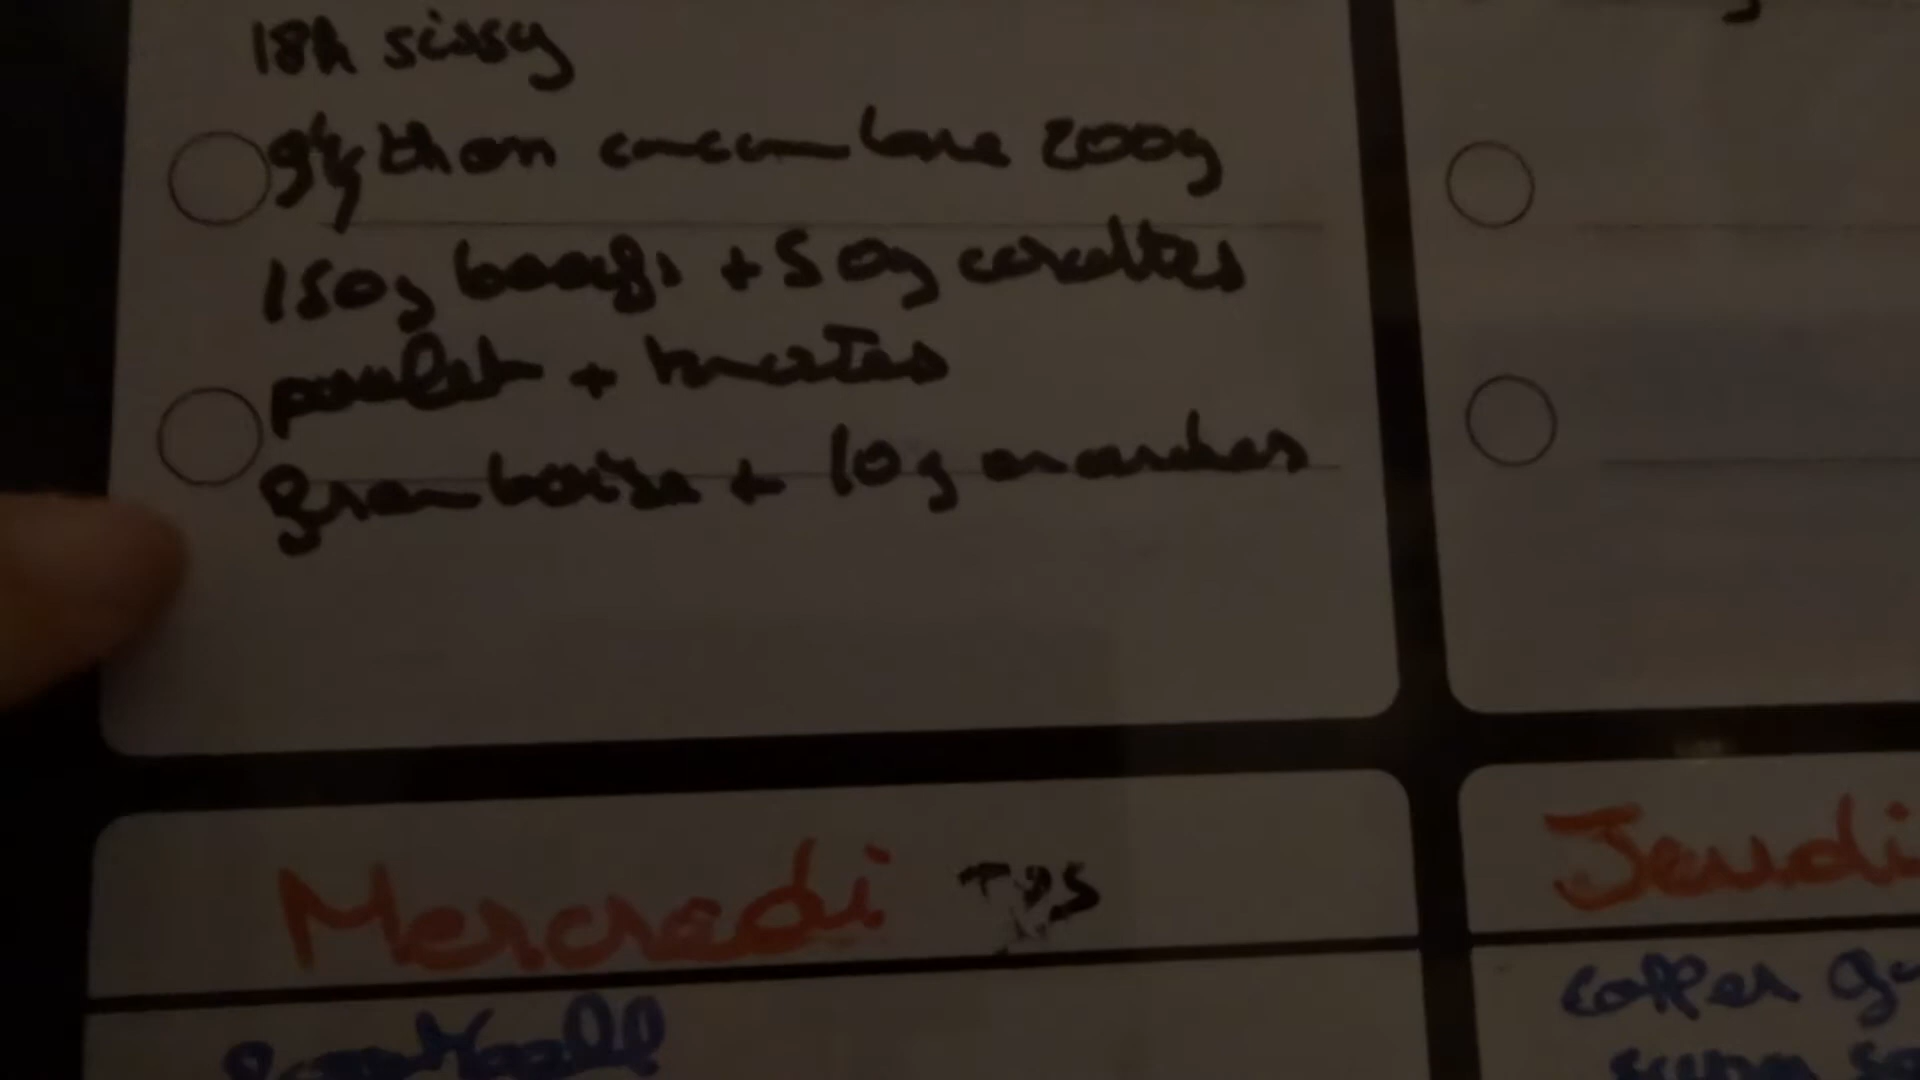 18h sissy
thon concombre 200g
150g boeuf + 50g carottes
poulet + tomates
framboise + 10g amandes
Mercredi
Jeudi